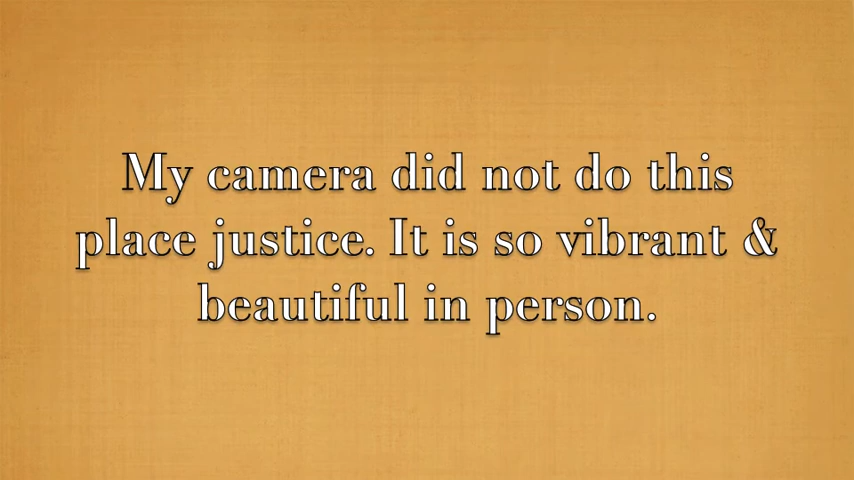 My camera did not do this
place justice. It is so vibrant &
beautiful in person.